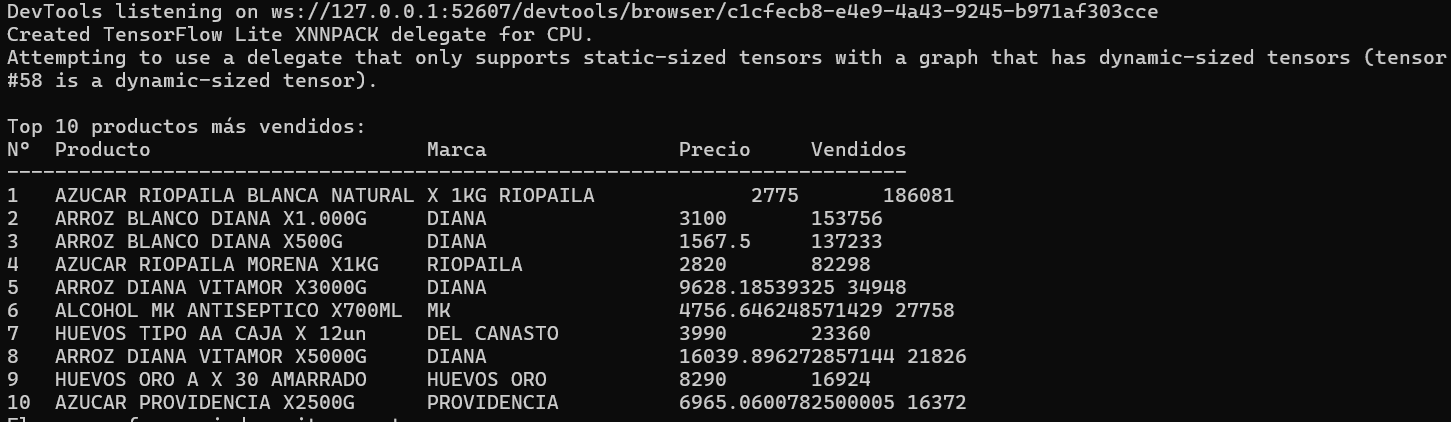 DevTools listening on ws://127.0.0.1:52607/devtools/browser/c1cfecb8-e4e9-4a43-9245-b971af303cce
Created TensorFlow Lite XNNPACK delegate for CPU.
Attempting to use a delegate that only supports static-sized tensors with a graph that has dynamic-sized tensors (tensor
#58 is a dynamic-sized tensor).
Top 10 productos más vendidos:
N° Producto Marca Precio Vendidos
---------------------------------------------------------------------------
1 AZUCAR RIOPAILA BLANCA NATURAL X 1KG RIOPAILA 2775 186081
2 ARROZ BLANCO DIANA X1.000G DIANA 3100 153756
3 ARROZ BLANCO DIANA X500G DIANA 1567.5 137233
4 AZUCAR RIOPAILA MORENA X1KG RIOPAILA 2820 82298
5 ARROZ DIANA VITAMOR X3000G DIANA 9628.18539325 34948
6 ALCOHOL MK ANTISEPTICO X700ML MK 4756.646248571429 27758
7 HUEVOS TIPO AA CAJA X 12un DEL CANASTO 3990 23360
8 ARROZ DIANA VITAMOR X5000G DIANA 16039.896272857144 21826
9 HUEVOS ORO A X 30 AMARRADO HUEVOS ORO 8290 16924
10 AZUCAR PROVIDENCIA X2500G PROVIDENCIA 6965.0600782500005 16372